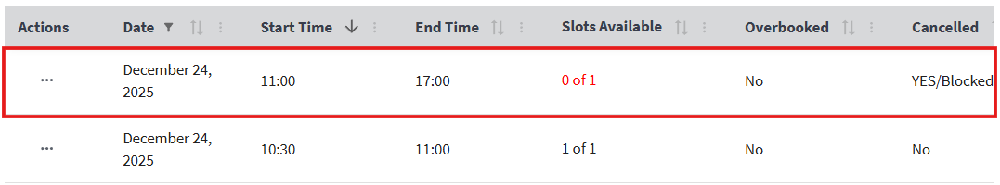 Actions Date Start Time End Time Slots Available Overbooked Cancelled
December 24,
2025
11:00 17:00 0 of 1 No YES/Blocked
December 24,
2025
10:30 11:00 1 of 1 No No